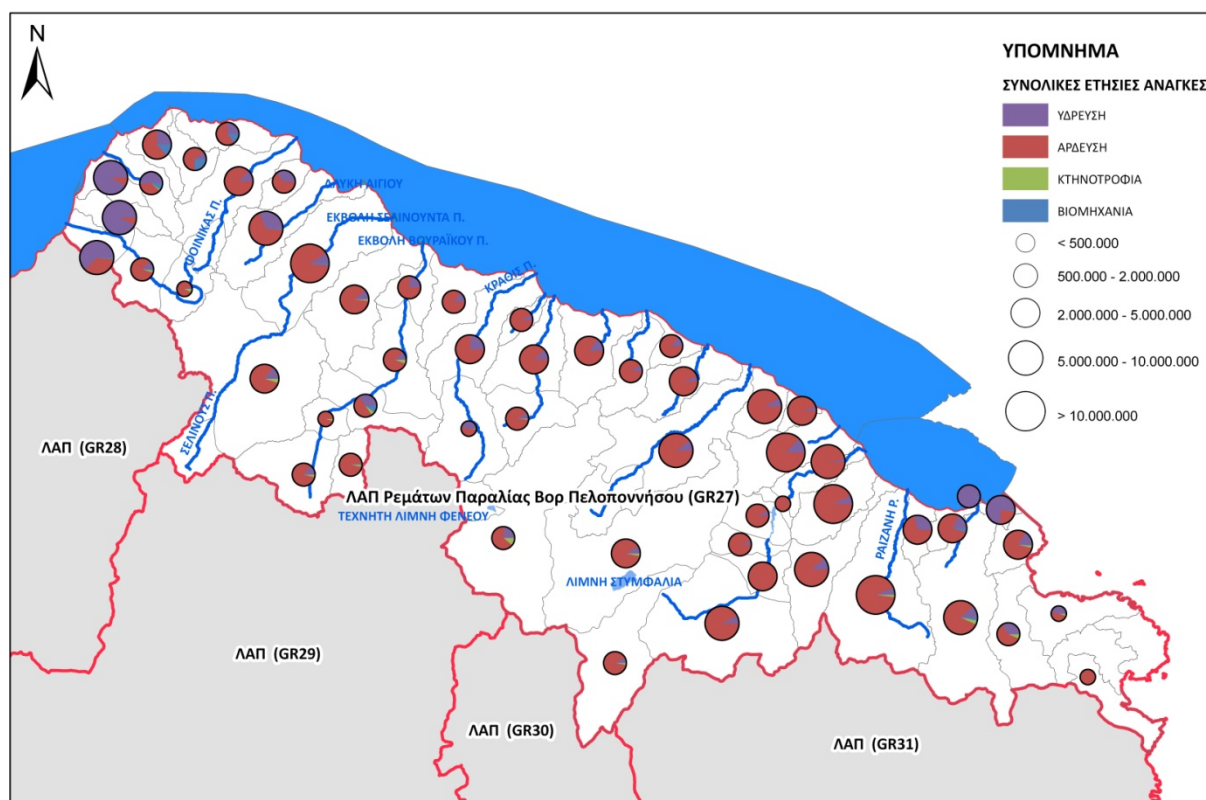 N
ΥΠΟΜΝΗΜΑ
ΣΥΝΟΛΙΚΕΣ ΕΤΗΣΙΕΣ ΑΝΑΓΚΕΣ
ΥΔΡΕΥΣΗ
ΑΡΔΕΥΣΗ
ΚΤΗΝΟΤΡΟΦΙΑ
ΒΙΟΜΗΧΑΝΙΑ
< 500.000
500.000 - 2.000.000
2.000.000 - 5.000.000
5.000.000 - 10.000.000
> 10.000.000
ΑΛΥΚΗ ΑΙΓΙΟΥ
ΕΚΒΟΛΗ ΣΕΛΙΝΟΥΝΤΑ Π.
ΕΚΒΟΛΗ ΒΟΥΡΑΪΚΟΥ Π.
ΦΟΙΝΙΚΑΣ Π.
ΚΡΑΘΙΣ Π.
ΣΕΛΙΝΟΥΣ Π.
ΛΑΠ (GR28)
ΛΑΠ Ρεμάτων Παραλίας Βορ Πελοποννήσου (GR27)
ΤΕΧΝΗΤΗ ΛΙΜΝΗ ΦΕΝΕΟΥ
ΡΑΙΖΑΝΗ Ρ.
ΛΙΜΝΗ ΣΤΥΜΦΑΛΙΑ
ΛΑΠ (GR29)
ΛΑΠ (GR30)
ΛΑΠ (GR31)